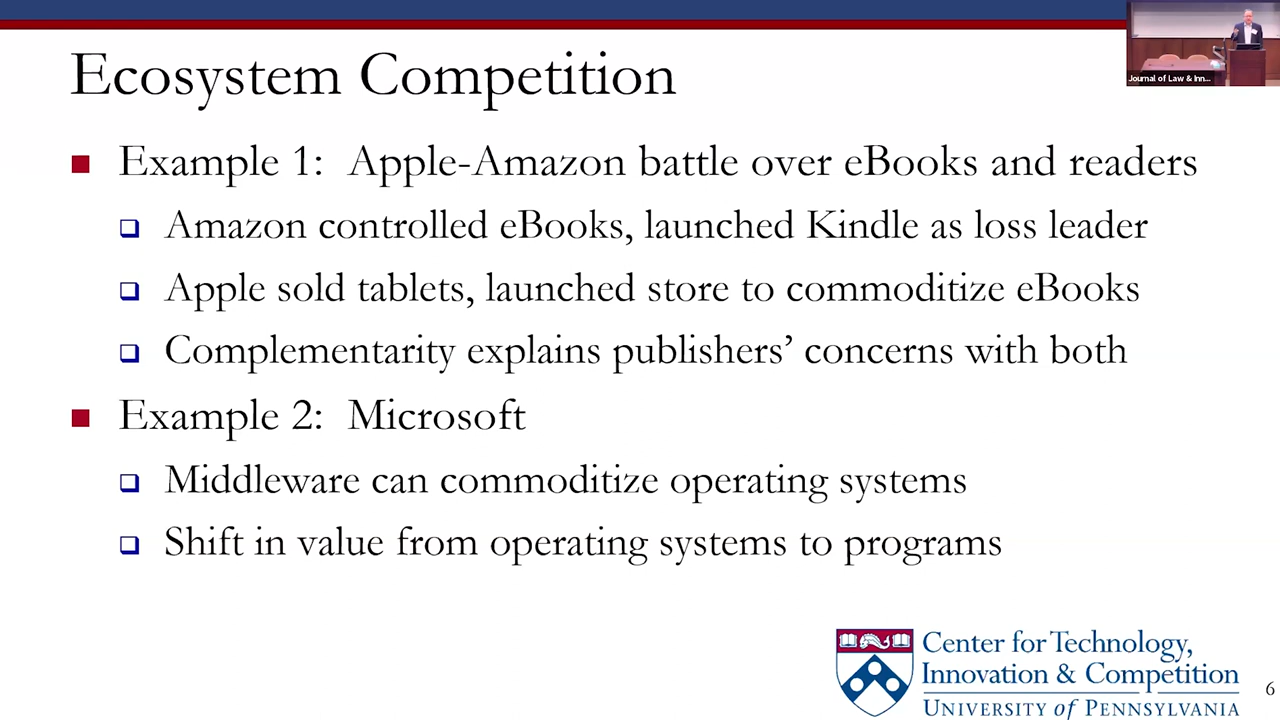 Ecosystem Competition
Journal of Law & Inn...
Example 1: Apple-Amazon battle over eBooks and readers
Amazon controlled eBooks, launched Kindle as loss leader
Apple sold tablets, launched store to commoditize eBooks
Complementarity explains publishers’ concerns with both
Example 2: Microsoft
Middleware can commoditize operating systems
Shift in value from operating systems to programs
Center for Technology,
Innovation & Competition
UNIVERSITY of PENNSYLVANIA
6